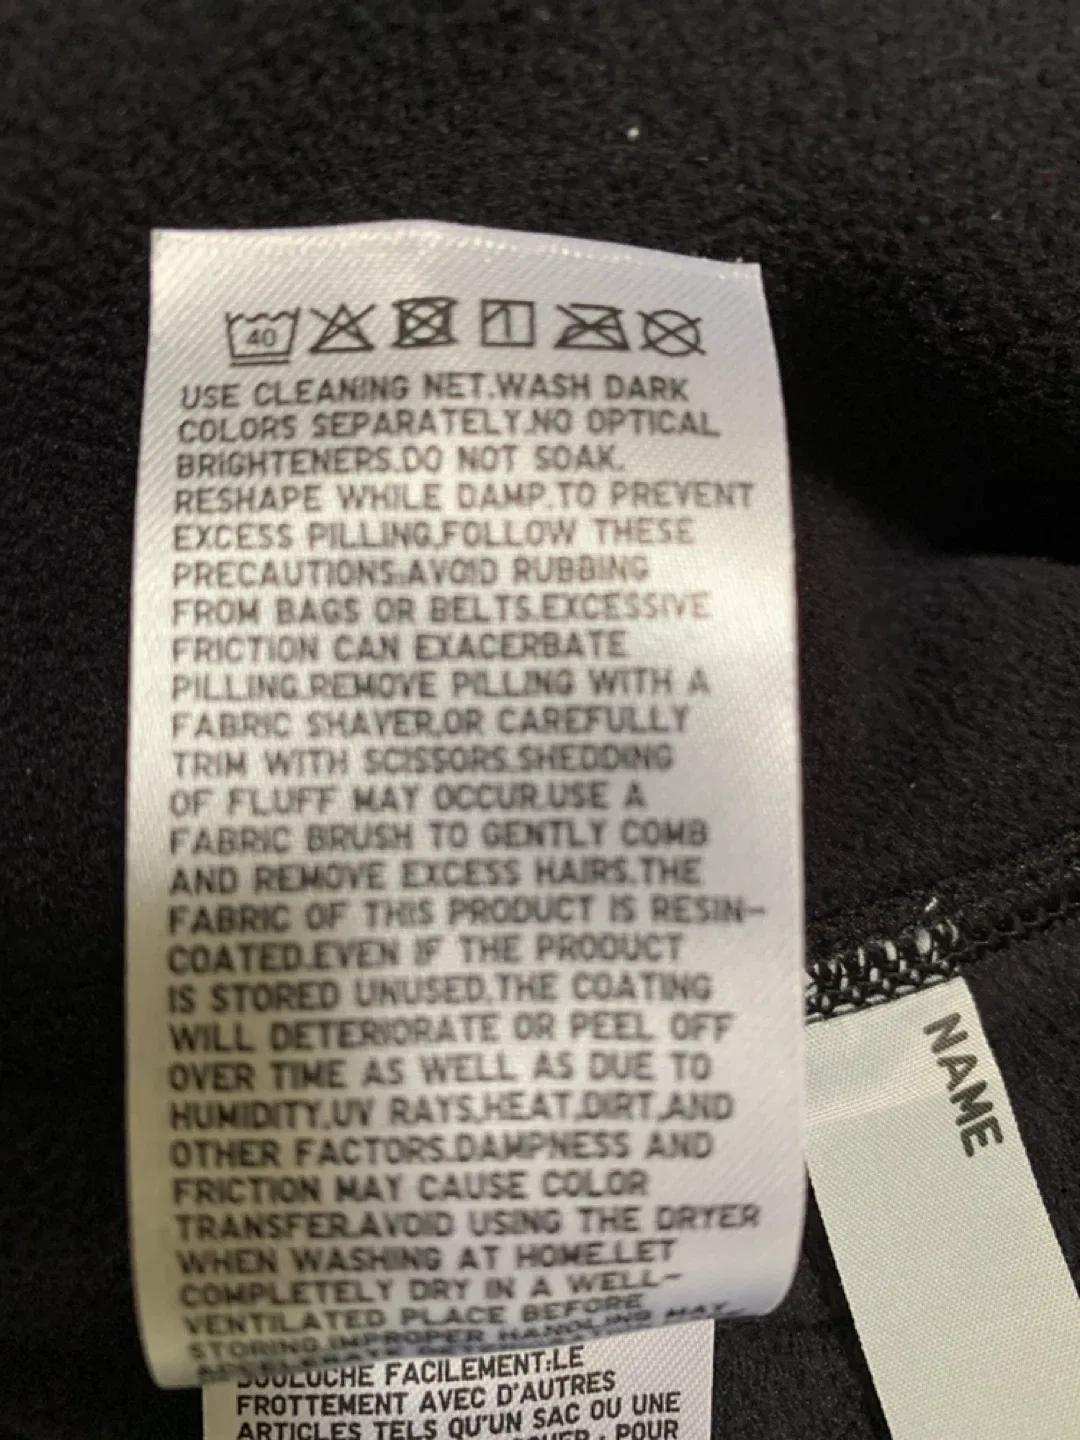 40
USE CLEANING NET.WASH DARK
COLORS SEPARATELY.NO OPTICAL
BRIGHTENERS.DO NOT SOAK.
RESHAPE WHILE DAMP.TO PREVENT
EXCESS PILLING,FOLLOW THESE
PRECAUTIONS:AVOID RUBBING
FROM BAGS OR BELTS.EXCESSIVE
FRICTION CAN EXACERBATE
PILLING.REMOVE PILLING WITH A
FABRIC SHAVER,OR CAREFULLY
TRIM WITH SCISSORS.SHEDDING
OF FLUFF MAY OCCUR.USE A
FABRIC BRUSH TO GENTLY COMB
AND REMOVE EXCESS HAIRS.THE
FABRIC OF THIS PRODUCT IS RESIN-
COATED.EVEN IF THE PRODUCT
IS STORED UNUSED,THE COATING
WILL DETERIORATE OR PEEL OFF
OVER TIME AS WELL AS DUE TO
HUMIDITY,UV RAYS,HEAT,DIRT,AND
OTHER FACTORS.DAMPNESS AND
FRICTION MAY CAUSE COLOR
TRANSFER.AVOID USING THE DRYER
WHEN WASHING AT HOME.LET
COMPLETELY DRY IN A WELL-
VENTILATED PLACE BEFORE
STORING.IMPROPER HANDLING MAY
BOULOCHE FACILEMENT:LE
FROTTEMENT AVEC D'AUTRES
ARTICLES TELS QU'UN SAC OU UNE
: POUR
NAME